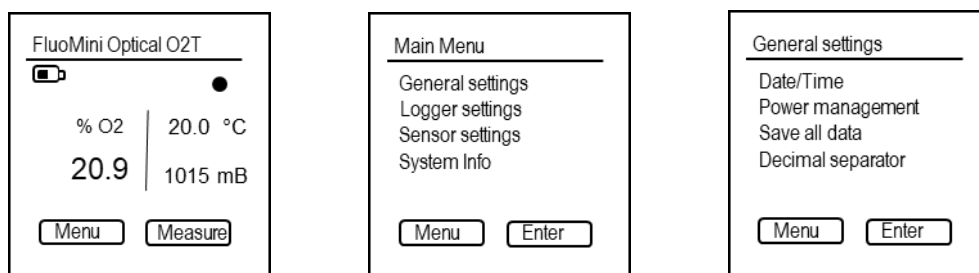 FluoMini Optical O2T
% O2
20.9
20.0 °C
1015 mB
Menu
Measure
Main Menu
General settings
Logger settings
Sensor settings
System Info
Menu
Enter
General settings
Date/Time
Power management
Save all data
Decimal separator
Menu
Enter